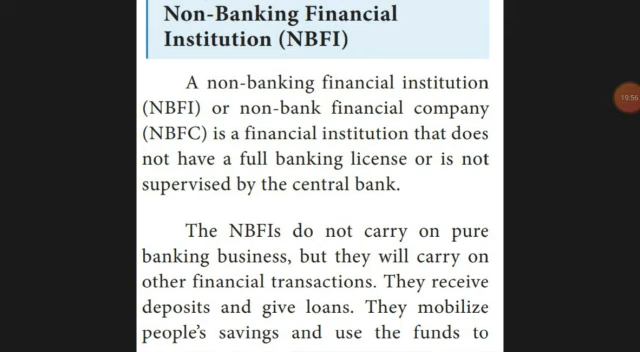 Non-Banking Financial
Institution (NBFI)
A non-banking financial institution
(NBFI) or non-bank financial company
(NBFC) is a financial institution that does
not have a full banking license or is not
supervised by the central bank.
The NBFIs do not carry on pure
banking business, but they will carry on
other financial transactions. They receive
deposits and give loans. They mobilize
people's savings and use the funds to
19:56